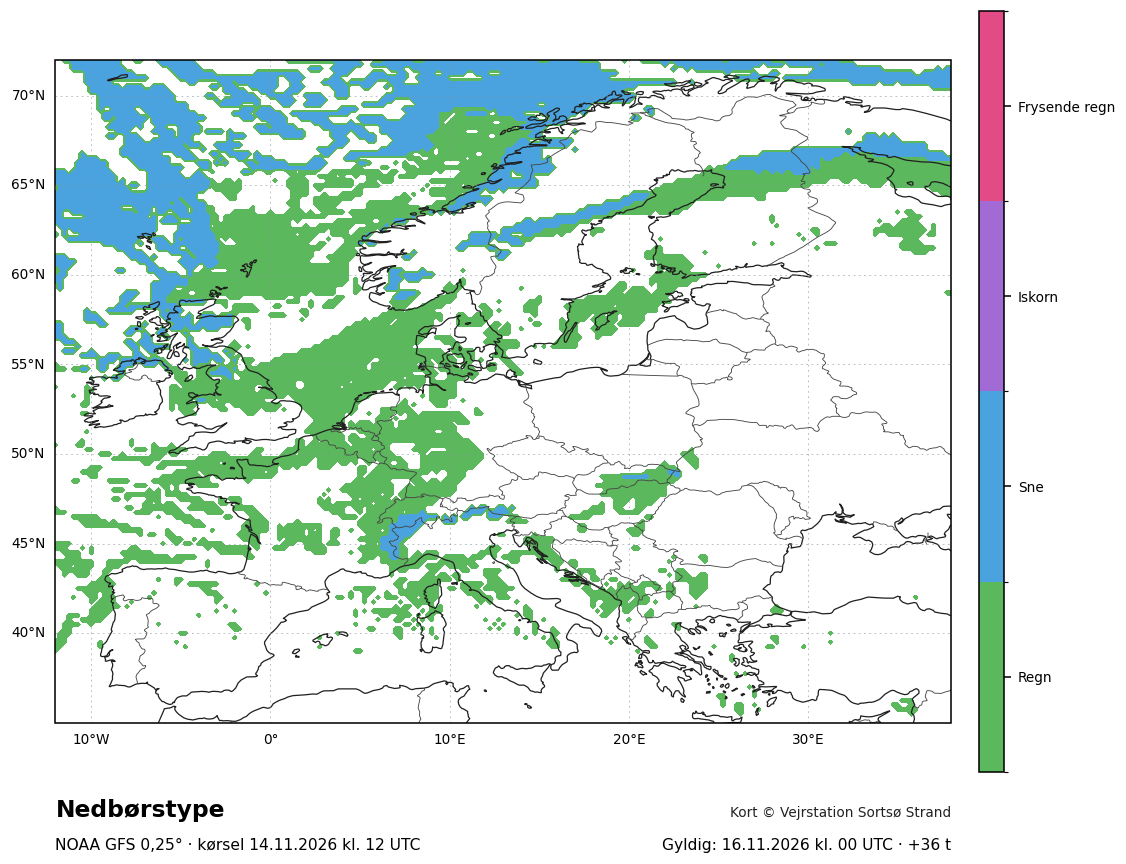 70°N
65°N
60°N
55°N
50°N
45°N
40°N
10°W
0°
10°E
20°E
30°E
Frysende regn
Iskorn
Sne
Regn
Nedbørstype
Kort © Vejrstation Sortsø Strand
NOAA GFS 0,25° · kørsel 14.11.2026 kl. 12 UTC
Gyldig: 16.11.2026 kl. 00 UTC · +36 t